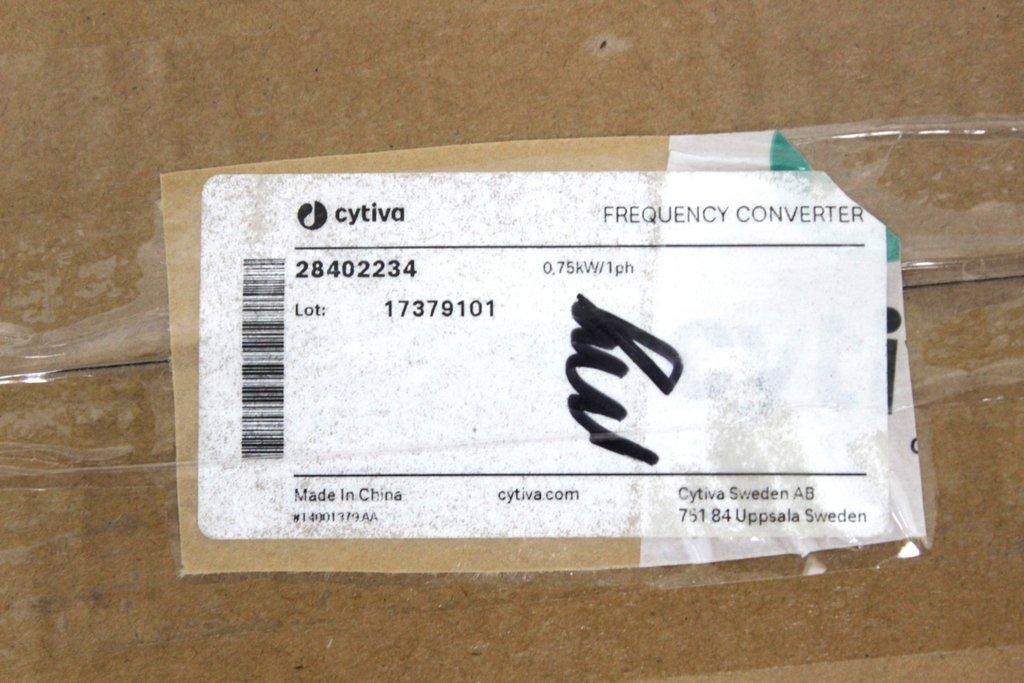 cytiva
FREQUENCY CONVERTER
28402234
0,75kW/1ph
Lot: 17379101
Made In China
cytiva.com
Cytiva Sweden AB
#14001379AA
751 84 Uppsala Sweden